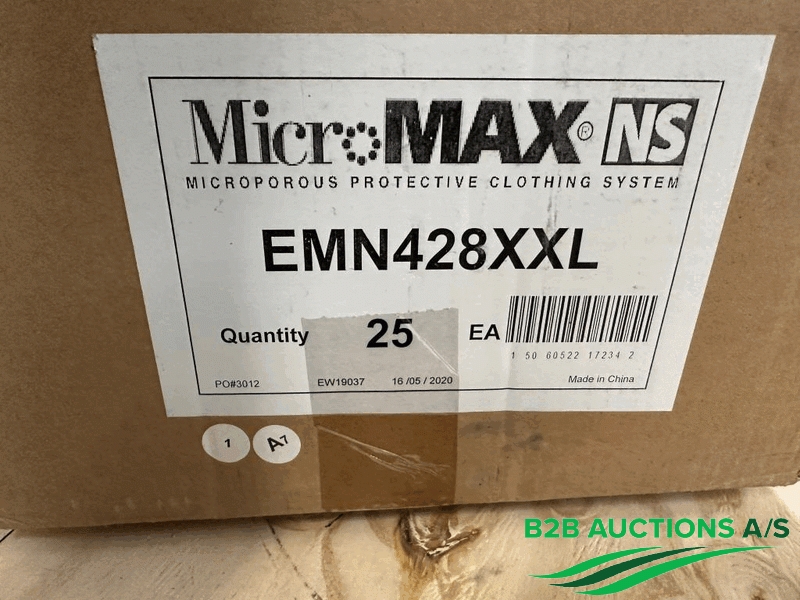 MicroMAX® NS
MICROPOROUS PROTECTIVE CLOTHING SYSTEM
EMN428XXL
Quantity 25 EA
1 50 60522 17234 2
PO#3012 EW19037 16 /05 / 2020 Made in China
1 A7
B2B AUCTIONS A/S